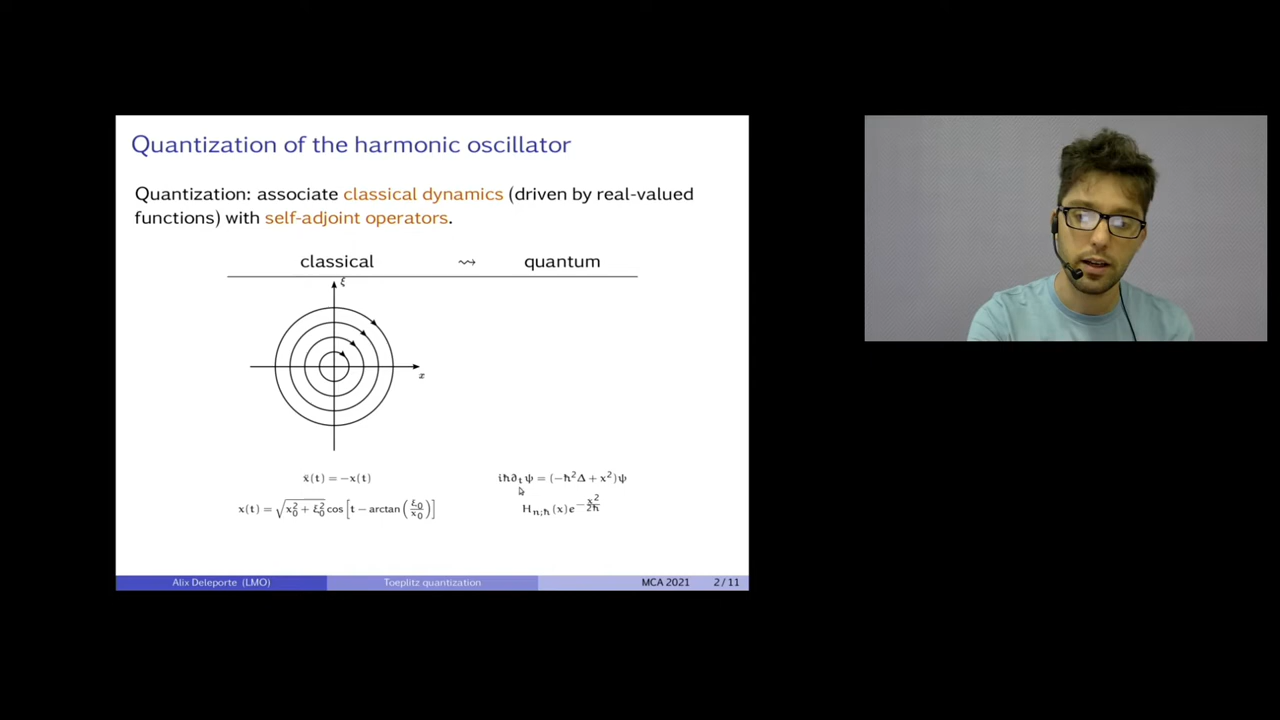 Quantization of the harmonic oscillator
Quantization: associate classical dynamics (driven by real-valued
functions) with self-adjoint operators.
classical ⇝ quantum
ξ
x
ẍ(t) = −x(t)
iħ∂ₜψ = (−ħ²Δ + x²)ψ
x(t) = √(x₀² + ξ₀²) cos [t − arctan (ξ₀/x₀)]
H_{n;ħ}(x)e^{−x²/2ħ}
Alix Deleporte (LMO) Toeplitz quantization MCA 2021 2 / 11